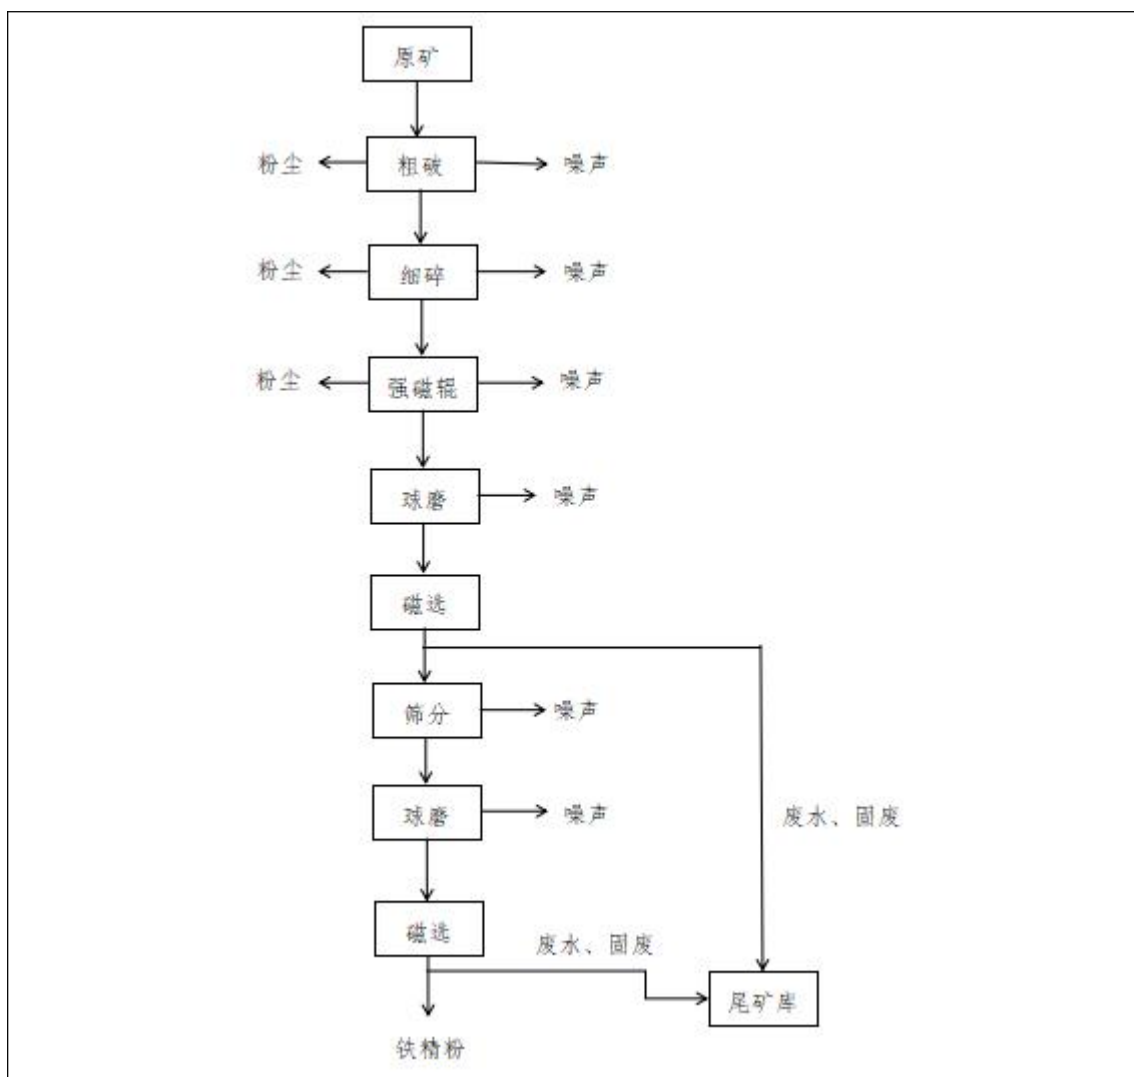 原矿
粉尘 粗破 噪声
粉尘 细碎 噪声
粉尘 强磁辊 噪声
球磨 噪声
磁选
筛分 噪声
球磨 噪声
废水、固废
磁选
废水、固废
尾矿库
铁精粉